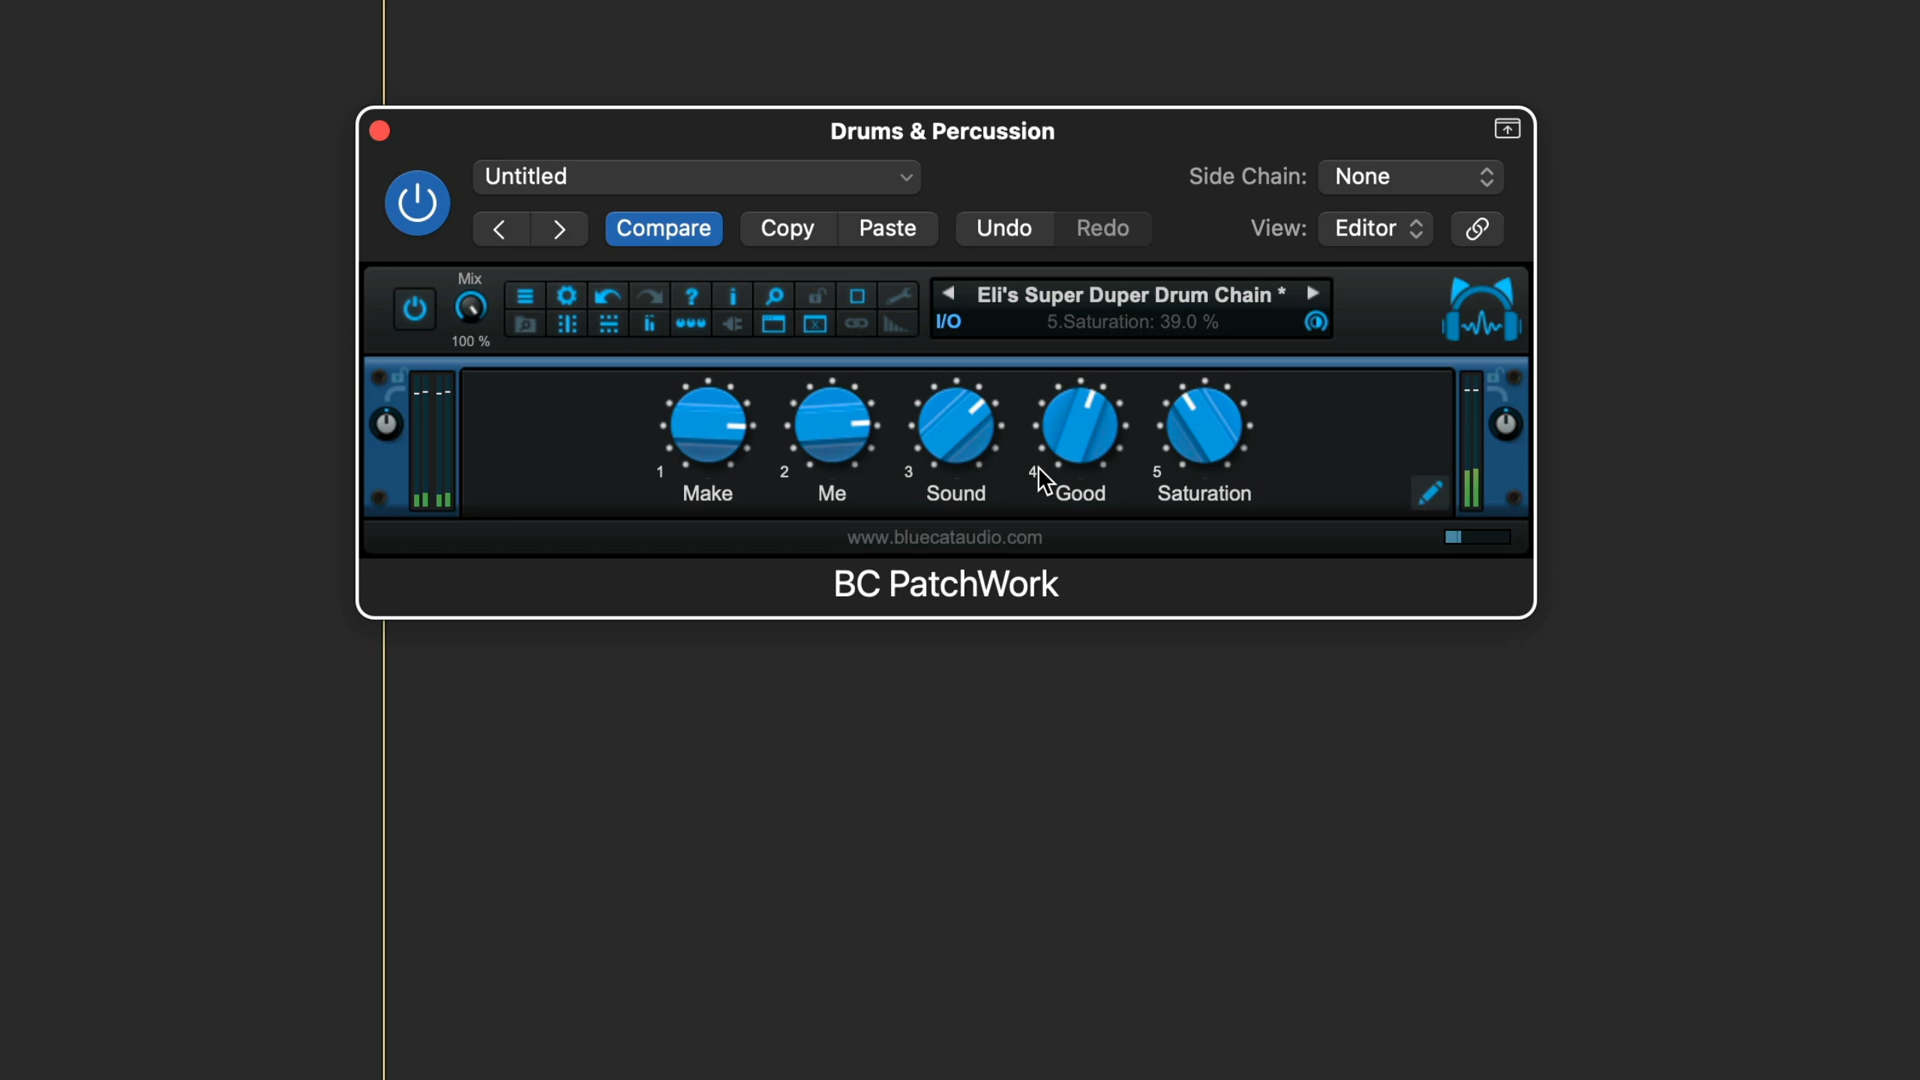 Drums & Percussion
Untitled
Side Chain: None
Compare Copy Paste Undo Redo
View: Editor
Mix
100 %
Eli's Super Duper Drum Chain *
I/O 5.Saturation: 39.0 %
1 2 3 4 5
Make Me Sound Good Saturation
www.bluecataudio.com
BC PatchWork